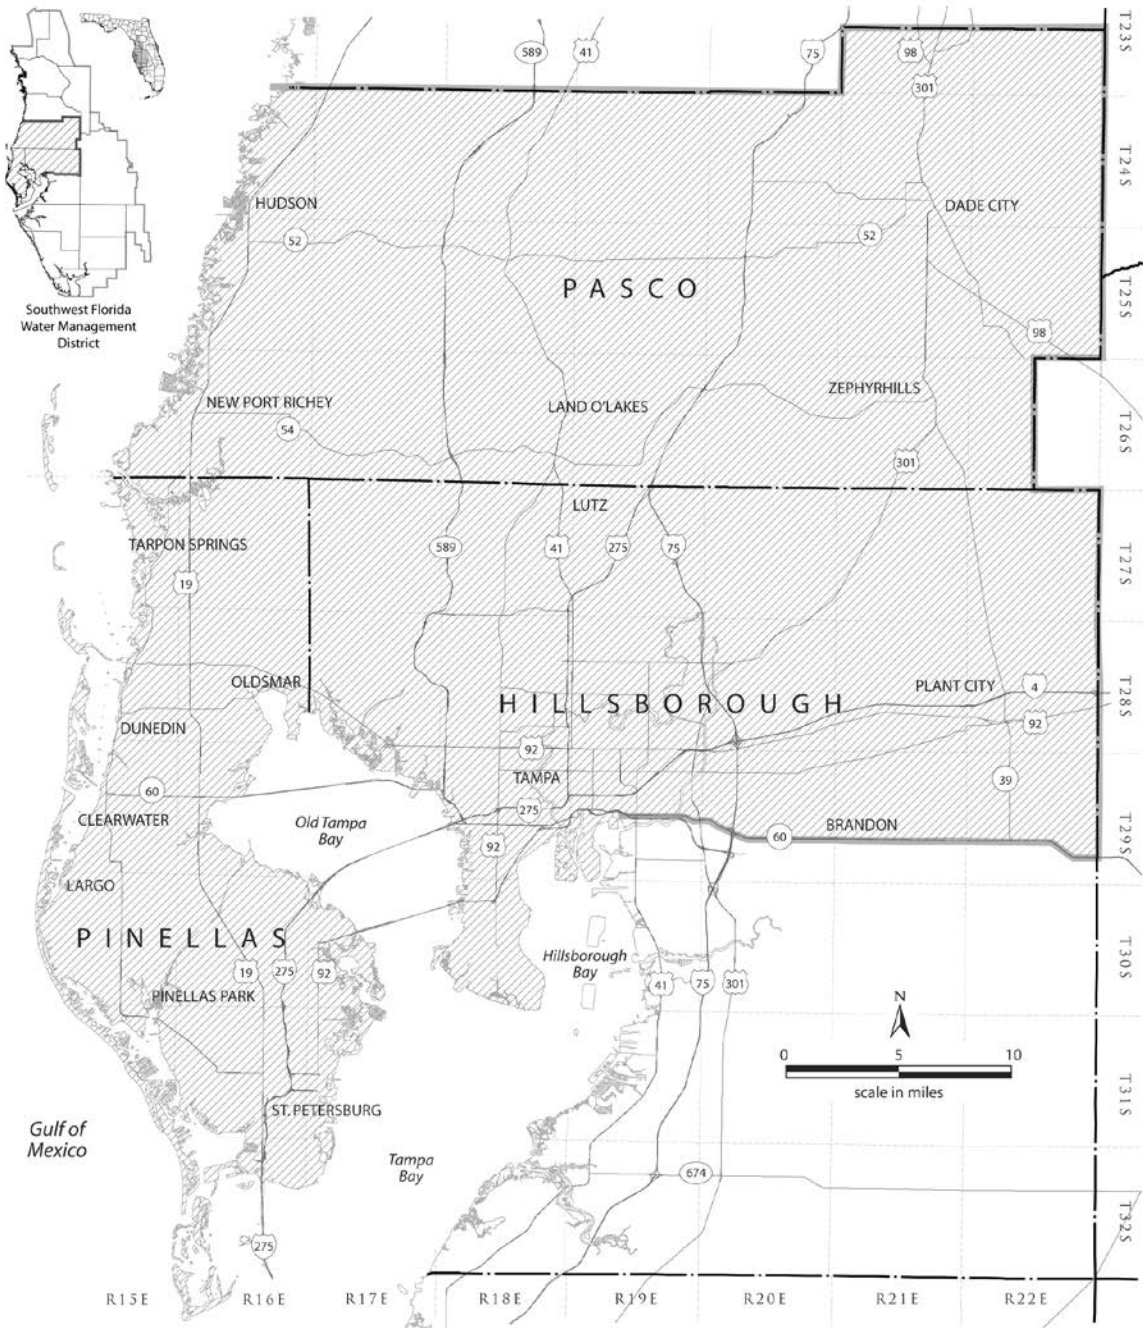 589
41
75
98
301
T23S
T24S
HUDSON
DADE CITY
52
52
PASCO
T25S
Southwest Florida
Water Management
District
98
ZEPHYRHILLS
NEW PORT RICHEY
LAND O'LAKES
54
T26S
301
LUTZ
TARPON SPRINGS
589
41
275
75
T27S
19
OLDSMAR
PLANT CITY
4
T28S
HILLSBOROUGH
DUNEDIN
92
92
TAMPA
39
60
275
CLEARWATER
Old Tampa
Bay
BRANDON
60
92
T29S
LARGO
PINELLAS
Hillsborough
Bay
T30S
19
275
92
41
75
301
PINELLAS PARK
N
0 5 10
scale in miles
T31S
ST. PETERSBURG
Gulf of
Mexico
Tampa
Bay
674
T32S
275
R15E R16E R17E R18E R19E R20E R21E R22E